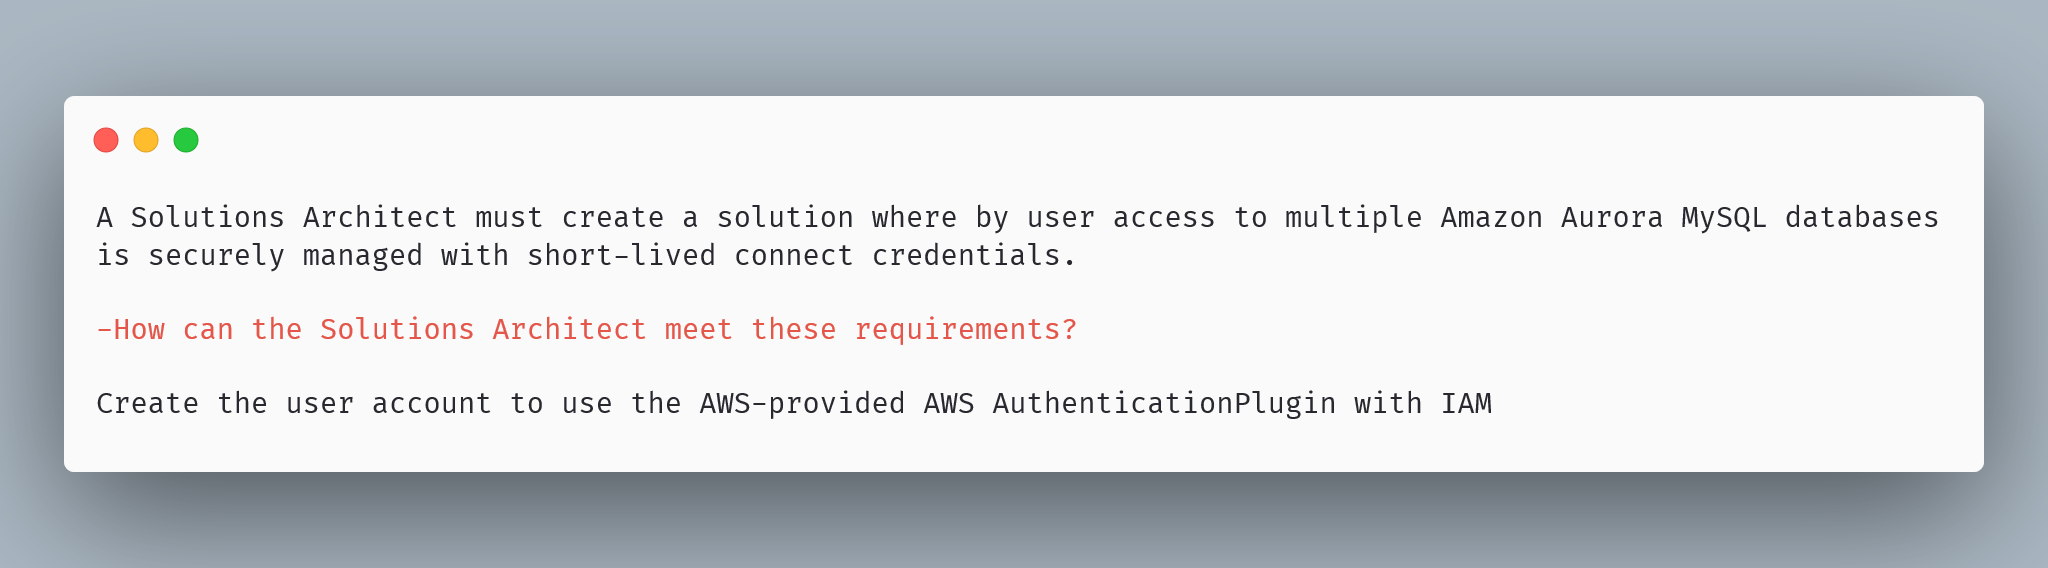 A Solutions Architect must create a solution where by user access to multiple Amazon Aurora MySQL databases
is securely managed with short-lived connect credentials.
-How can the Solutions Architect meet these requirements?
Create the user account to use the AWS-provided AWS AuthenticationPlugin with IAM